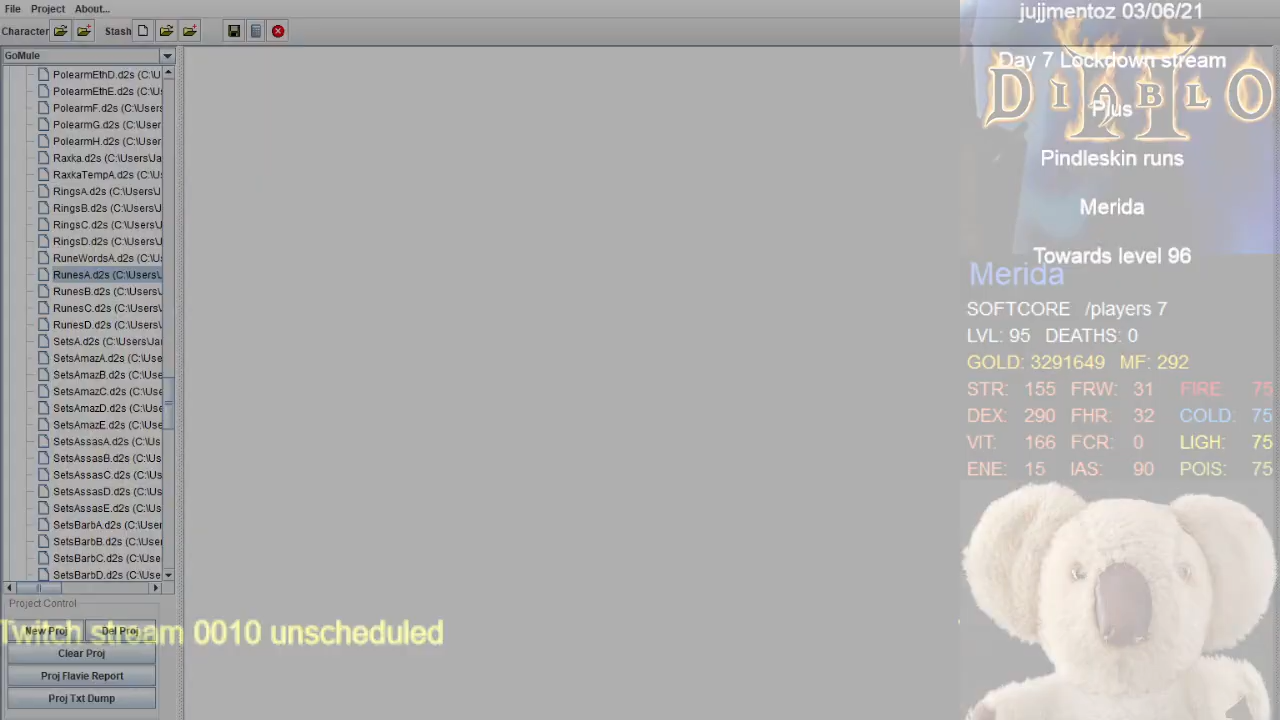 File Project About...
Character Stash
GoMule
PolearmEthD.d2s (C:\U
PolearmEthE.d2s (C:\U
PolearmF.d2s (C:\Users
PolearmG.d2s (C:\User
PolearmH.d2s (C:\User
Raxka.d2s (C:\Users\Ja
RaxkaTempA.d2s (C:\U
RingsA.d2s (C:\Users\J
RingsB.d2s (C:\Users\J
RingsC.d2s (C:\Users\J
RingsD.d2s (C:\Users\J
RuneWordsA.d2s (C:\Us
RunesA.d2s (C:\Users\J
RunesB.d2s (C:\Users\J
RunesC.d2s (C:\Users\J
RunesD.d2s (C:\Users\J
SetsA.d2s (C:\Users\Jar
SetsAmazA.d2s (C:\Use
SetsAmazB.d2s (C:\Use
SetsAmazC.d2s (C:\Use
SetsAmazD.d2s (C:\Use
SetsAmazE.d2s (C:\Use
SetsAssasA.d2s (C:\Us
SetsAssasB.d2s (C:\Us
SetsAssasC.d2s (C:\Us
SetsAssasD.d2s (C:\Us
SetsAssasE.d2s (C:\Us
SetsBarbA.d2s (C:\User
SetsBarbB.d2s (C:\User
SetsBarbC.d2s (C:\Use
SetsBarbD.d2s (C:\Use
Project Control
New Proj Del Proj
Twitch stream 0010 unscheduled
Clear Proj
Proj Flavie Report
Proj Txt Dump
jujjmentoz 03/06/21
Day 7 Lockdown stream
DIABLO
II
Plus
Pindleskin runs
Merida
Towards level 96
Merida
SOFTCORE /players 7
LVL: 95 DEATHS: 0
GOLD: 3291649 MF: 292
STR: 155 FRW: 31 FIRE: 75
DEX: 290 FHR: 32 COLD: 75
VIT: 166 FCR: 0 LIGH: 75
ENE: 15 IAS: 90 POIS: 75